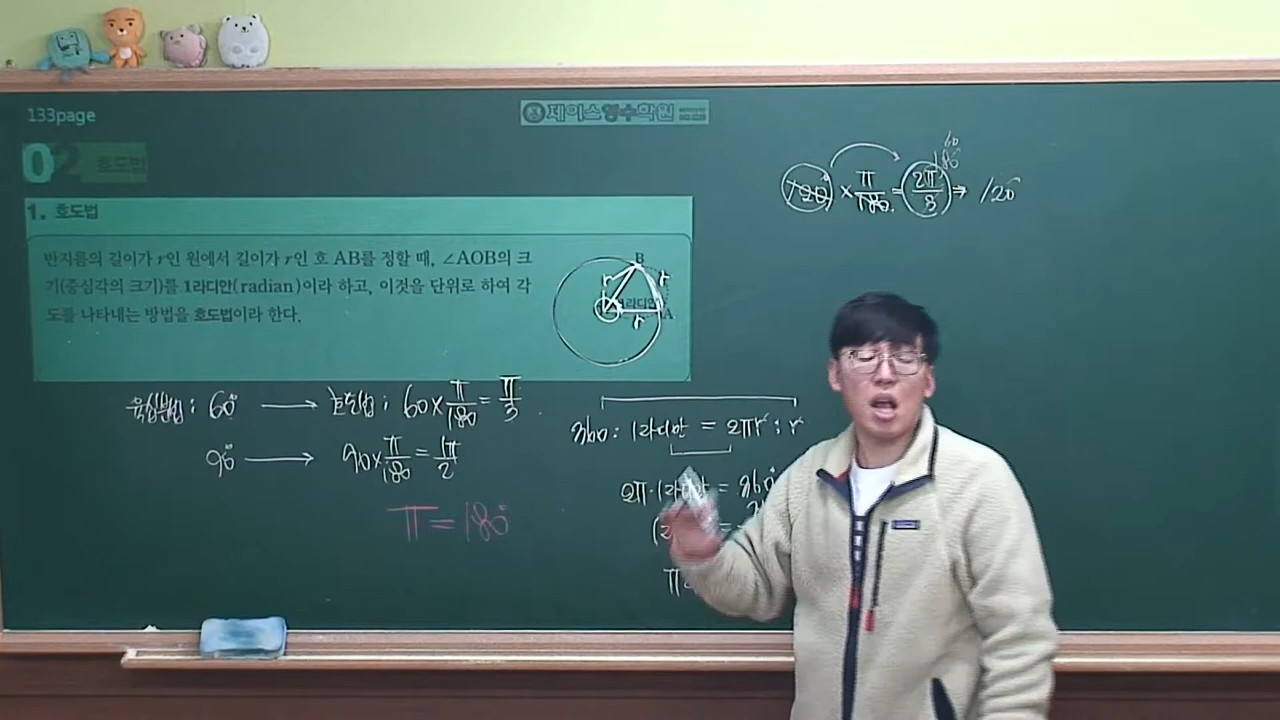 133page
제이스영수학원
02 호도법
1. 호도법
반지름의 길이가 r인 원에서 길이가 r인 호 AB를 정할 때, ∠AOB의 크
기(중심각의 크기)를 1라디안(radian)이라 하고, 이것을 단위로 하여 각
도를 나타내는 방법을 호도법이라 한다.
B
r r
1라디안 A
r
60
180°
120° × π/180 = 2π/3 ⇒ 120°
육십분법 : 60° → 호도법 : 60 × π/180 = π/3
90° → 90 × π/180 = 1π/2
π = 180°
360 : 1라디안 = 2πr : r
2π · 1라디안 = 360°